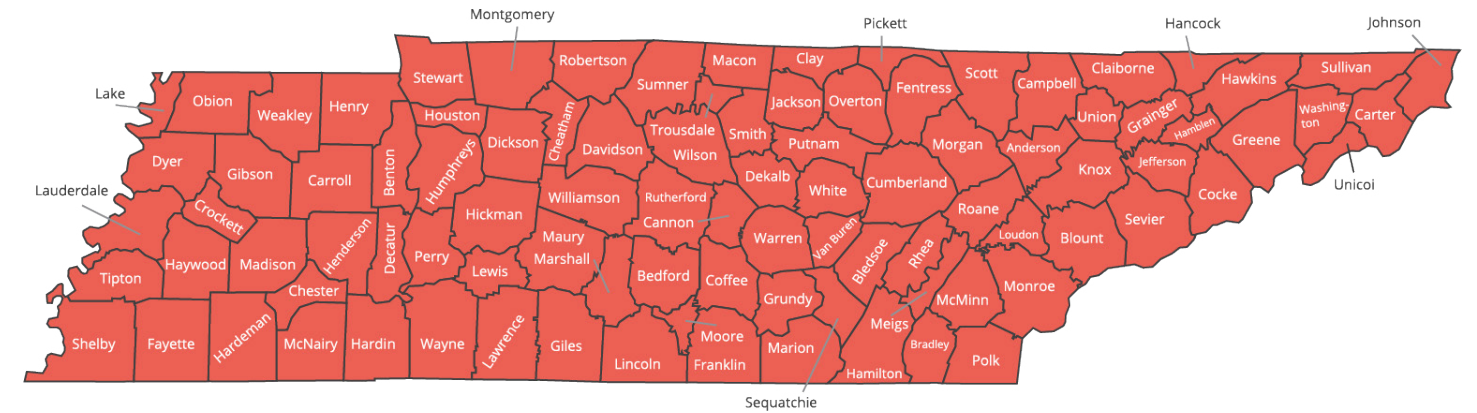 Montgomery
Pickett
Hancock
Johnson
Stewart
Robertson
Sumner
Macon
Clay
Fentress
Scott
Campbell
Claiborne
Hawkins
Sullivan
Lake
Obion
Weakley
Henry
Houston
Cheatham
Trousdale
Jackson
Overton
Union
Grainger
Hamblen
Washing-
ton
Carter
Dickson
Davidson
Wilson
Smith
Putnam
Morgan
Anderson
Knox
Jefferson
Greene
Unicoi
Dyer
Gibson
Carroll
Benton
Humphreys
Lauderdale
Crockett
Williamson
Rutherford
Cannon
Dekalb
White
Cumberland
Roane
Loudon
Blount
Sevier
Cocke
Hickman
Maury
Marshall
Warren
Van Buren
Bledsoe
Rhea
Tipton
Haywood
Madison
Henderson
Decatur
Perry
Lewis
Bedford
Coffee
Grundy
Meigs
McMinn
Monroe
Chester
Shelby
Fayette
Hardeman
McNairy
Hardin
Wayne
Lawrence
Giles
Lincoln
Moore
Franklin
Marion
Hamilton
Bradley
Polk
Sequatchie